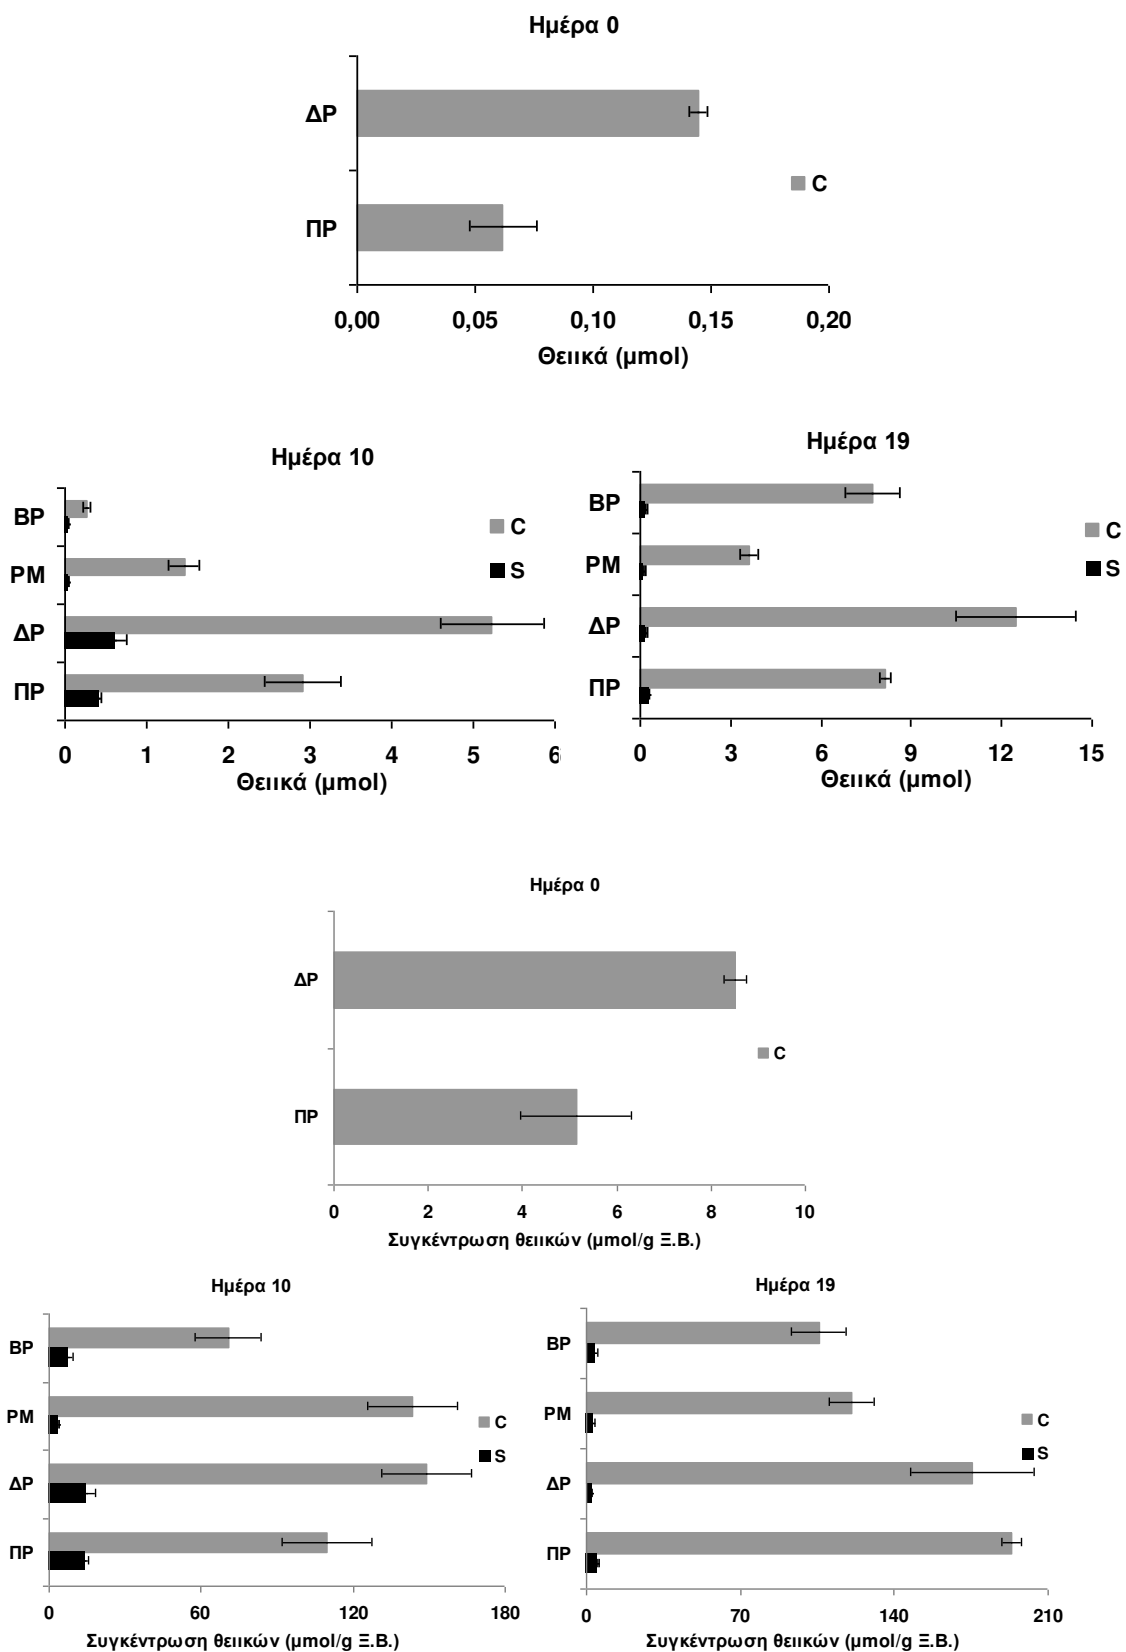 Ημέρα 0
ΔΡ
C
ΠΡ
0,00 0,05 0,10 0,15 0,20
Θειικά (μmol)
Ημέρα 10
ΒΡ
C
ΡΜ
S
ΔΡ
ΠΡ
0 1 2 3 4 5 6
Θειικά (μmol)
Ημέρα 19
ΒΡ
C
ΡΜ
S
ΔΡ
ΠΡ
0 3 6 9 12 15
Θειικά (μmol)
Ημέρα 0
ΔΡ
C
ΠΡ
0 2 4 6 8 10
Συγκέντρωση θειικών (μmol/g Ξ.Β.)
Ημέρα 10
ΒΡ
ΡΜ
C
S
ΔΡ
ΠΡ
0 60 120 180
Συγκέντρωση θειικών (μmol/g Ξ.Β.)
Ημέρα 19
ΒΡ
ΡΜ
C
S
ΔΡ
ΠΡ
0 70 140 210
Συγκέντρωση θειικών (μmol/g Ξ.Β.)